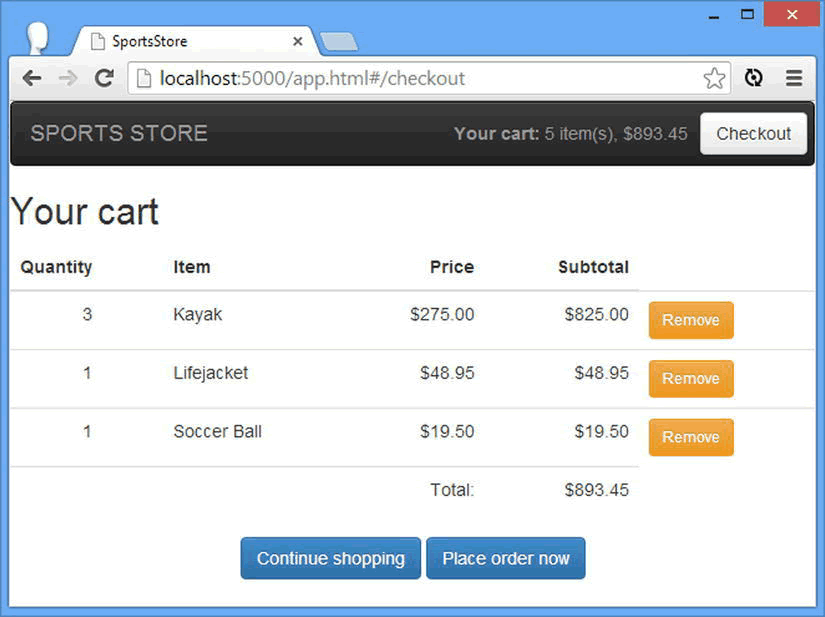 SportsStore
localhost:5000/app.html#/checkout
SPORTS STORE Your cart: 5 item(s), $893.45 Checkout
Your cart
Quantity Item Price Subtotal
3 Kayak $275.00 $825.00 Remove
1 Lifejacket $48.95 $48.95 Remove
1 Soccer Ball $19.50 $19.50 Remove
Total: $893.45
Continue shopping Place order now